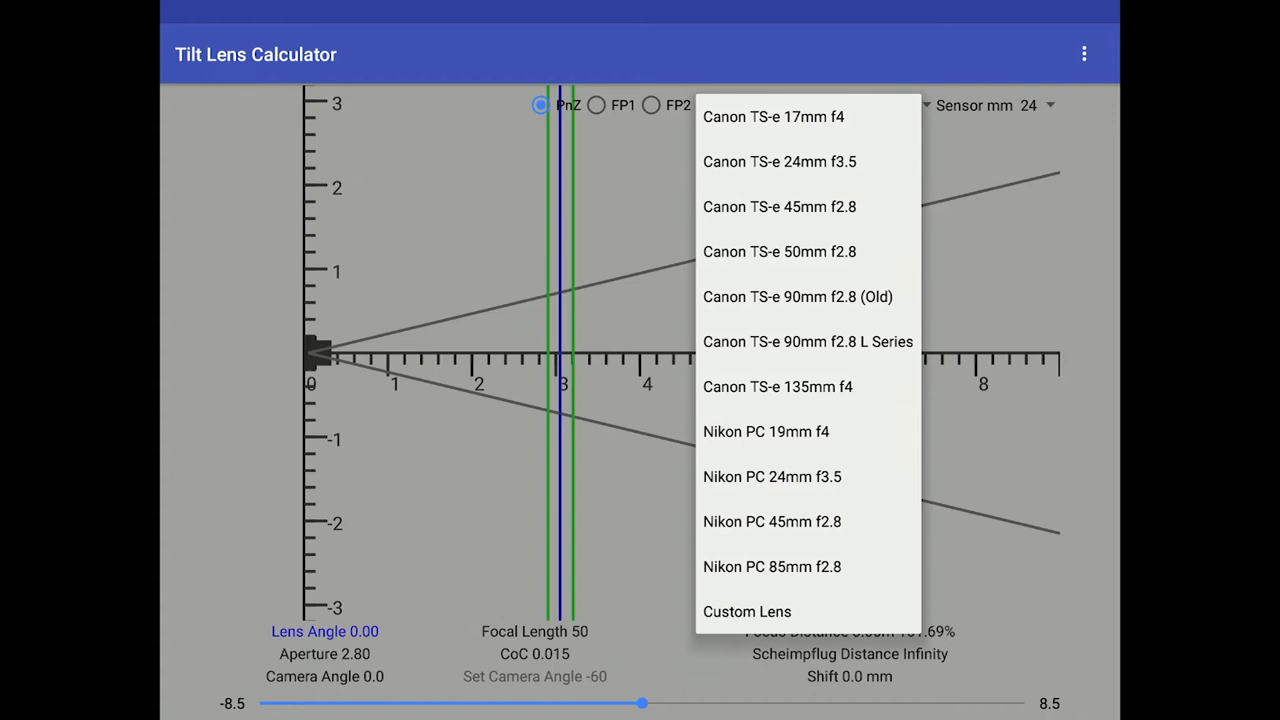 Tilt Lens Calculator
PnZ FP1 FP2 Sensor mm 24
Canon TS-e 17mm f4
Canon TS-e 24mm f3.5
Canon TS-e 45mm f2.8
Canon TS-e 50mm f2.8
Canon TS-e 90mm f2.8 (Old)
Canon TS-e 90mm f2.8 L Series
Canon TS-e 135mm f4
Nikon PC 19mm f4
Nikon PC 24mm f3.5
Nikon PC 45mm f2.8
Nikon PC 85mm f2.8
Custom Lens
3
2
1
0 1 2 3 4 8
-1
-2
-3
Lens Angle 0.00 Focal Length 50 Focus Distance
Aperture 2.80 CoC 0.015 Scheimpflug Distance Infinity
Camera Angle 0.0 Set Camera Angle -60 Shift 0.0 mm
-8.5 8.5